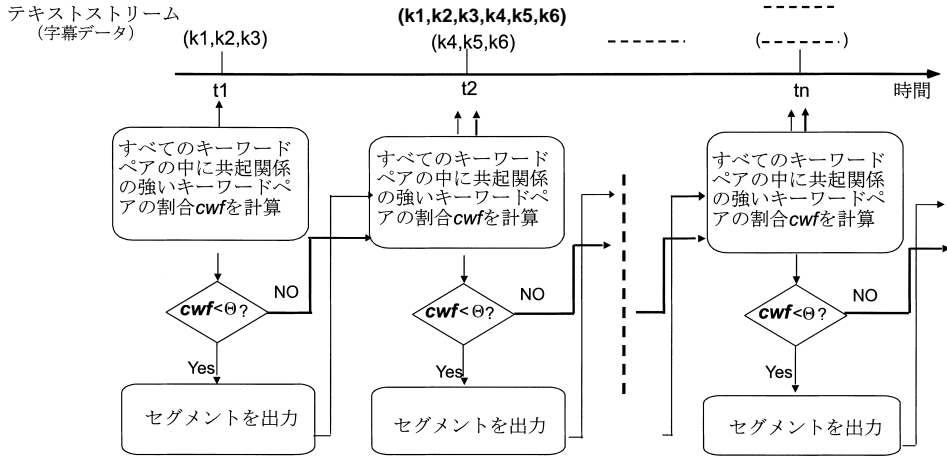 テキストストリーム
（字幕データ）
(k1,k2,k3)
(k1,k2,k3,k4,k5,k6)
(k4,k5,k6)
t1
t2
tn
時間
すべてのキーワード
ペアの中に共起関係
の強いキーワードペ
アの割合cwfを計算
すべてのキーワード
ペアの中に共起関係
の強いキーワードペ
アの割合cwfを計算
すべてのキーワード
ペアの中に共起関係
の強いキーワードペ
アの割合cwfを計算
cwf<Θ?
NO
cwf<Θ?
NO
cwf<Θ?
NO
Yes
Yes
Yes
セグメントを出力
セグメントを出力
セグメントを出力